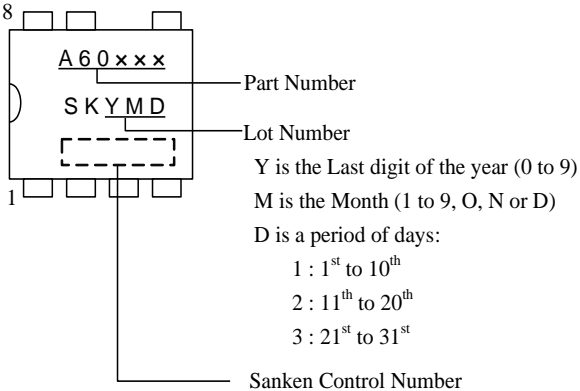 8
A60×××
Part Number
SKYMD
Lot Number
Y is the Last digit of the year (0 to 9)
M is the Month (1 to 9, O, N or D)
1
D is a period of days:
1 : 1st to 10th
2 : 11th to 20th
3 : 21st to 31st
Sanken Control Number